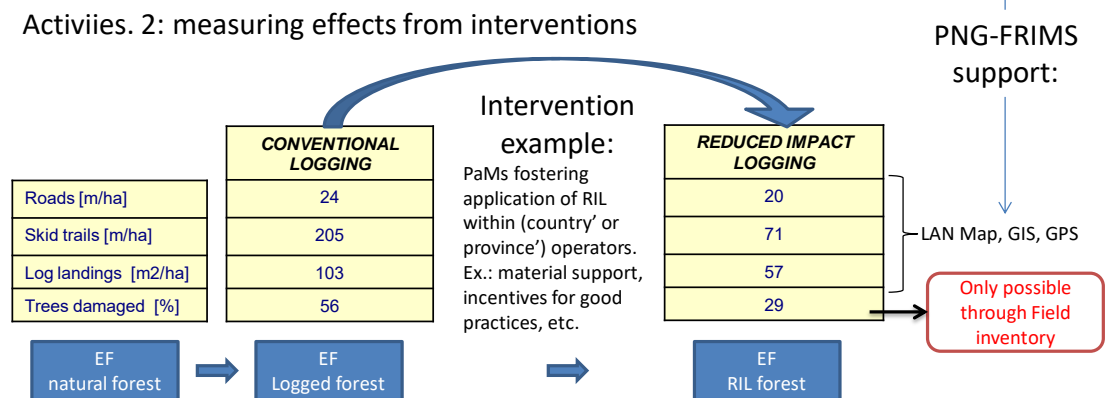 Activiies. 2: measuring effects from interventions
PNG-FRIMS
support:
CONVENTIONAL
LOGGING
Roads [m/ha]
24
Skid trails [m/ha]
205
Log landings [m2/ha]
103
Trees damaged [%]
56
Intervention
example:
PaMs fostering
application of RIL
within (country' or
province') operators.
Ex.: material support,
incentives for good
practices, etc.
REDUCED IMPACT
LOGGING
20
71
57
29
LAN Map, GIS, GPS
Only possible
through Field
inventory
EF
natural forest
EF
Logged forest
EF
RIL forest